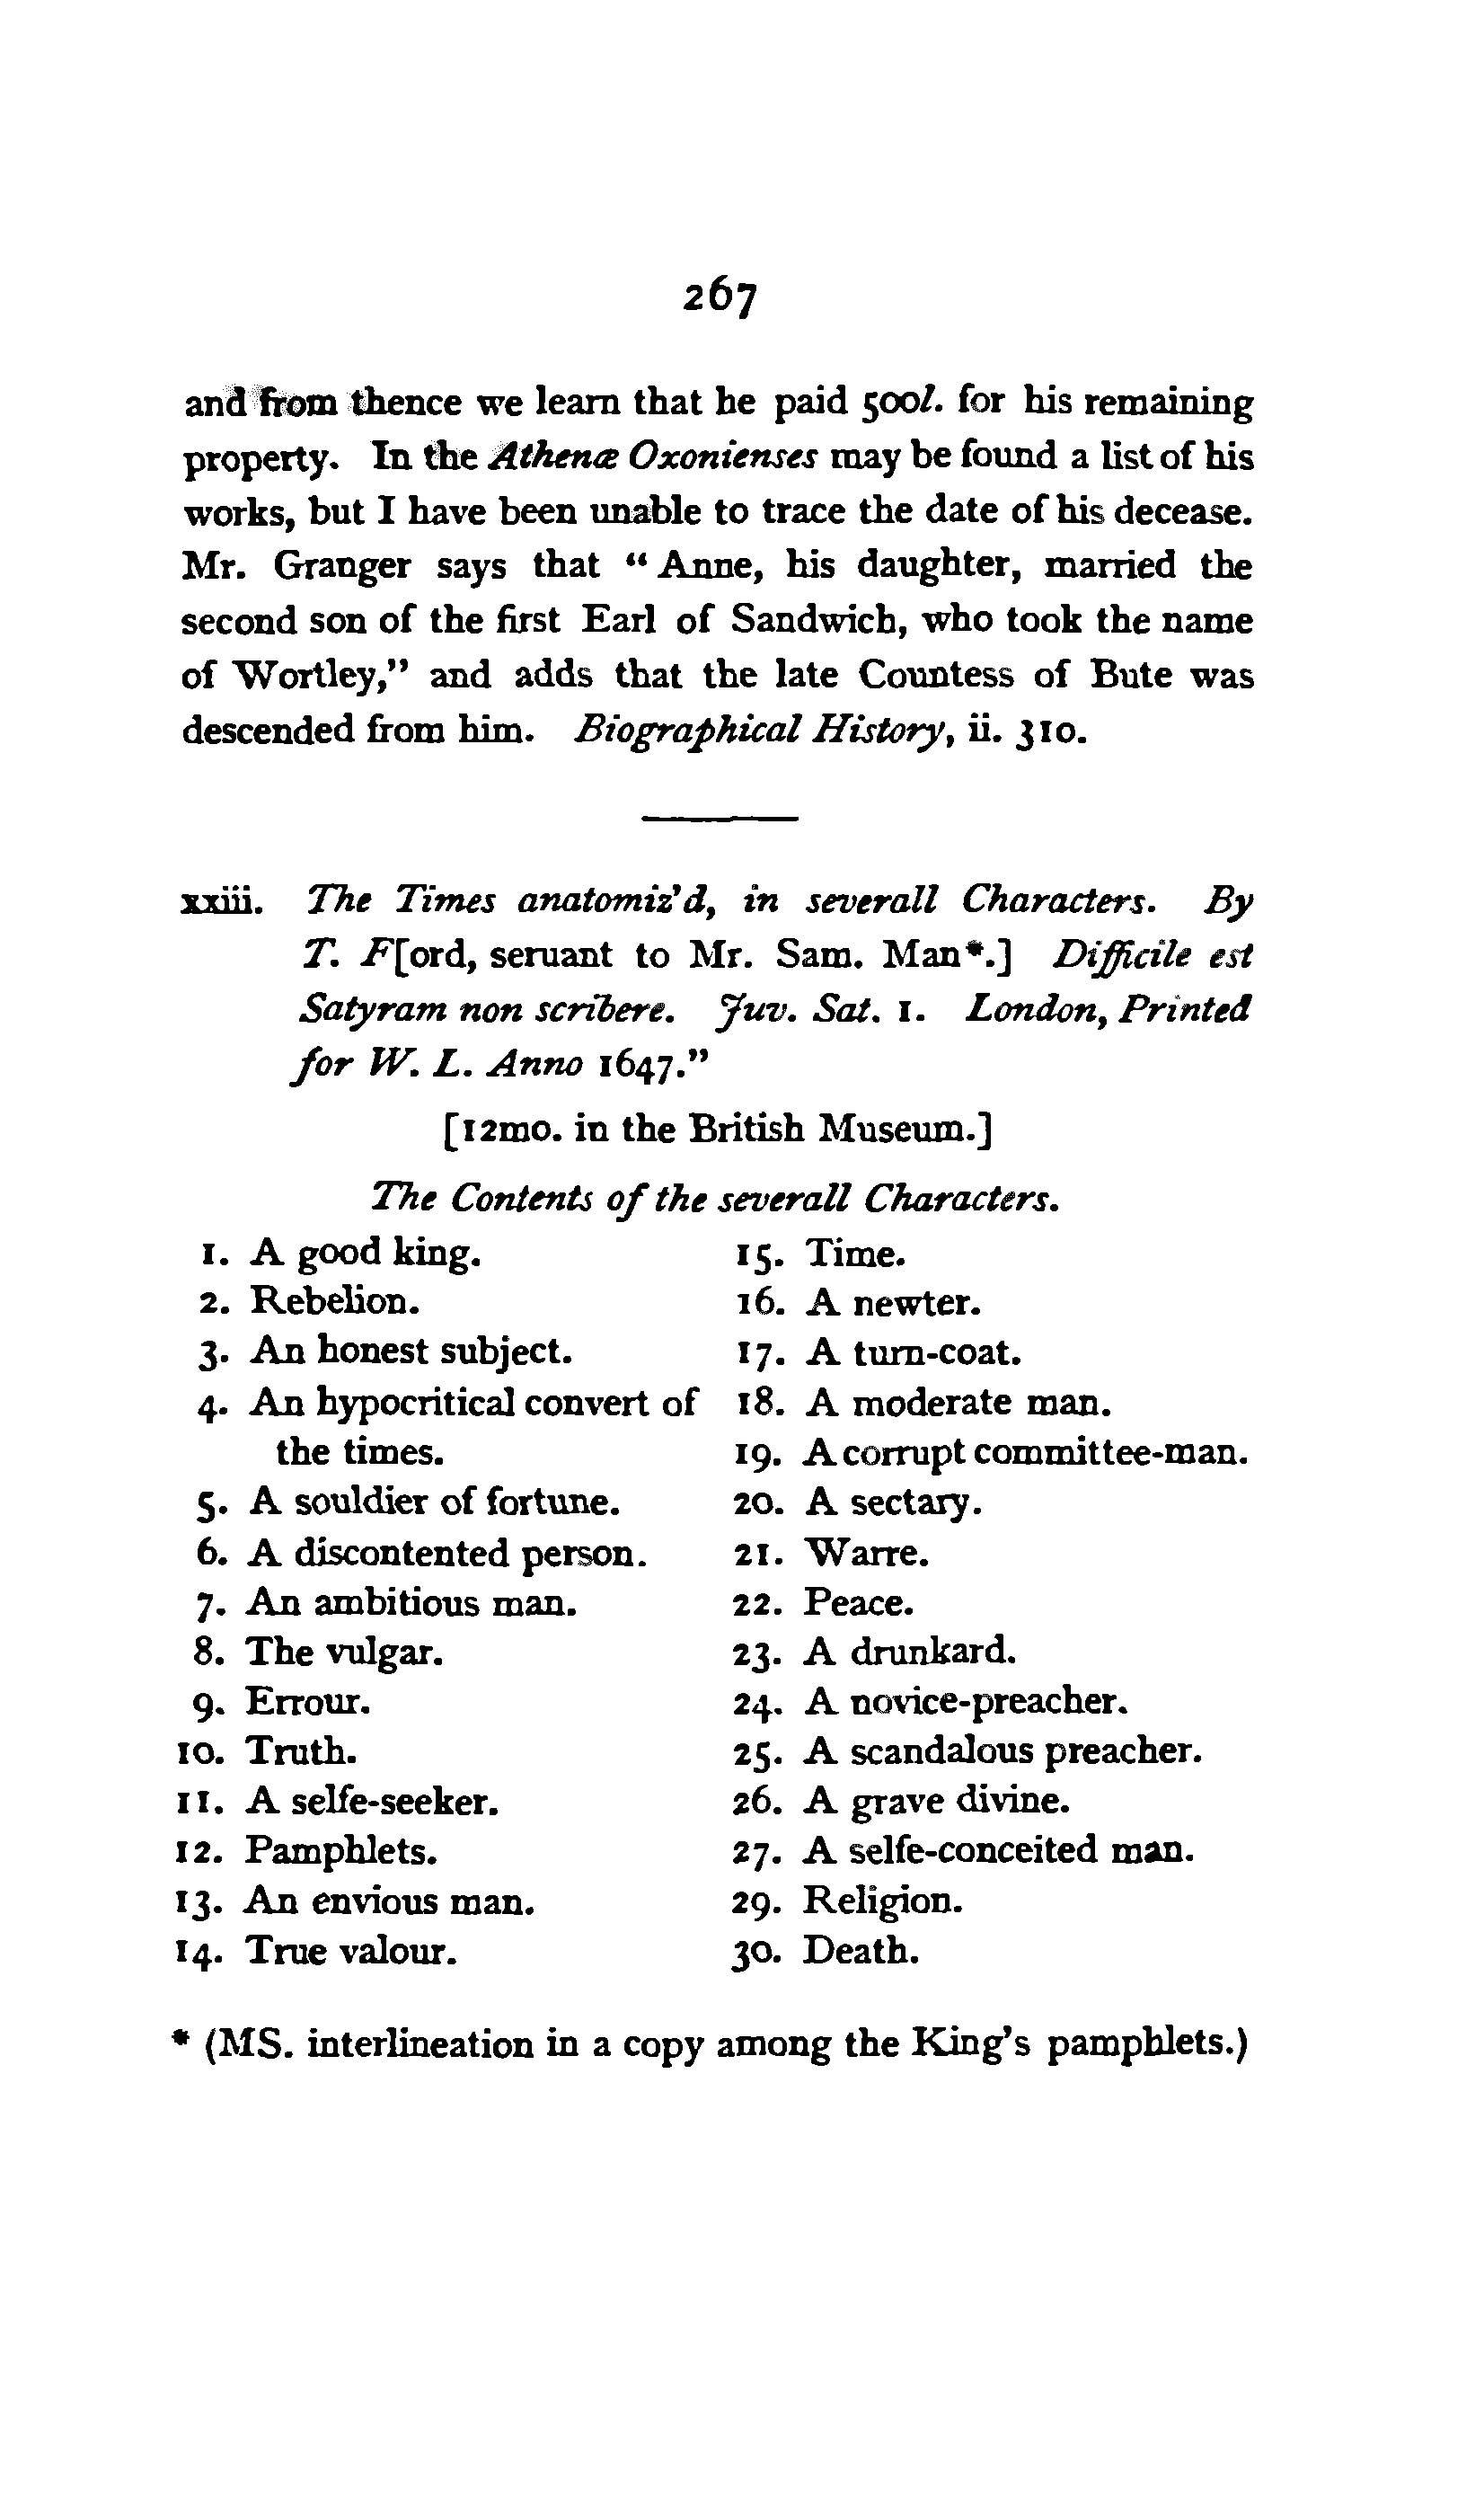 267
and from thence we learn that he paid 500l. for his remaining
property. In the Athenæ Oxonienses may be found a list of his
works, but I have been unable to trace the date of his decease.
Mr. Granger says that “Anne, his daughter, married the
second son of the first Earl of Sandwich, who took the name
of Wortley,” and adds that the late Countess of Bute was
descended from him. Biographical History, ii. 310.
xxiii. The Times anatomiz'd, in severall Characters. By
T. F[ord, seruant to Mr. Sam. Man*.] Difficile est
Satyram non scribere. Juv. Sat. 1. London, Printed
for W. L. Anno 1647.”
[12mo. in the British Museum.]
The Contents of the severall Characters.
1. A good king.
2. Rebelion.
3. An honest subject.
4. An hypocritical convert of
the times.
5. A souldier of fortune.
6. A discontented person.
7. An ambitious man.
8. The vulgar.
9. Errour.
10. Truth.
11. A selfe-seeker.
12. Pamphlets.
13. An envious man.
14. True valour.
15. Time.
16. A newter.
17. A turn-coat.
18. A moderate man.
19. A corrupt committee-man.
20. A sectary.
21. Warre.
22. Peace.
23. A drunkard.
24. A novice-preacher.
25. A scandalous preacher.
26. A grave divine.
27. A selfe-conceited man.
29. Religion.
30. Death.
* (MS. interlineation in a copy among the King's pamphlets.)